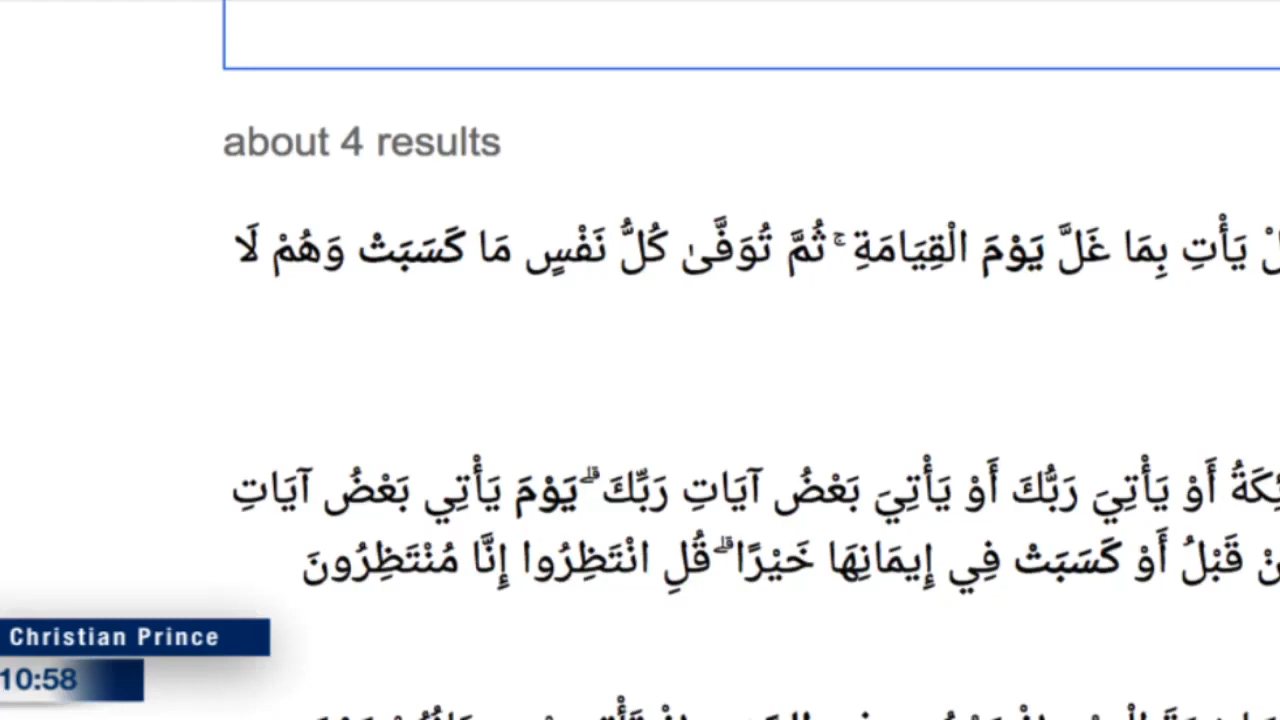 about 4 results
يَأْتِ بِمَا غَلَّ يَوْمَ الْقِيَامَةِ ۚ ثُمَّ تُوَفَّىٰ كُلُّ نَفْسٍ مَا كَسَبَتْ وَهُمْ لَا
أَوْ يَأْتِيَ رَبُّكَ أَوْ يَأْتِيَ بَعْضُ آيَاتِ رَبِّكَ ۗ يَوْمَ يَأْتِي بَعْضُ آيَاتِ
قَبْلُ أَوْ كَسَبَتْ فِي إِيمَانِهَا خَيْرًا ۗ قُلِ انْتَظِرُوا إِنَّا مُنْتَظِرُونَ
Christian Prince
10:58